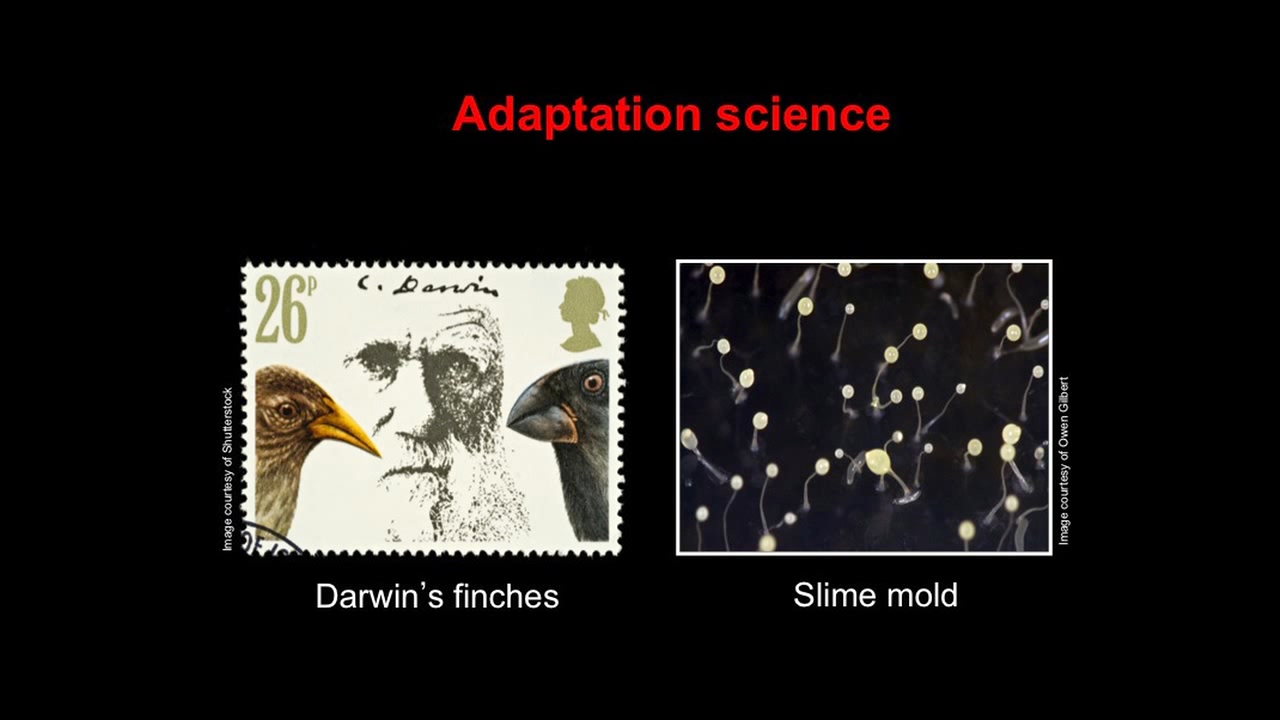 Adaptation science
26P
C. Darwin
Image courtesy of Shutterstock
Image courtesy of Owen Gilbert
Darwin's finches
Slime mold